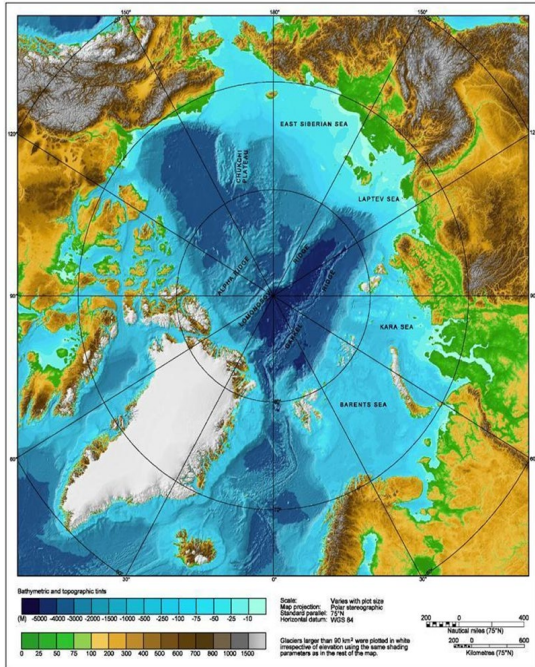 180°
150°
150°
EAST SIBERIAN SEA
120°
CHUKCHI
PLATEAU
LAPTEV SEA
ALPHA RIDGE
RIDGE
RIDGE
90°
LOMONOSOV
GAKKEL
KARA SEA
BARENTS SEA
60°
60°
30°
0°
30°
Bathymetric and topographic tints
(M) -5000 -4000 -3000 -2000 -1000 -500 -200 -100 -75 -50 -25 -10
0 25 50 75 100 200 300 400 500 600 700 800 1000 1500
Scale: Varies with plot size
Map projection: Polar stereographic
Standard parallel: 75°N
Horizontal datum: WGS 84
Glaciers larger than 90 km² were plotted in white
irrespective of elevation using the same shading
parameters as in the rest of the map.
200 0 400
Nautical miles (75°N)
200 0 600
Kilometres (75°N)